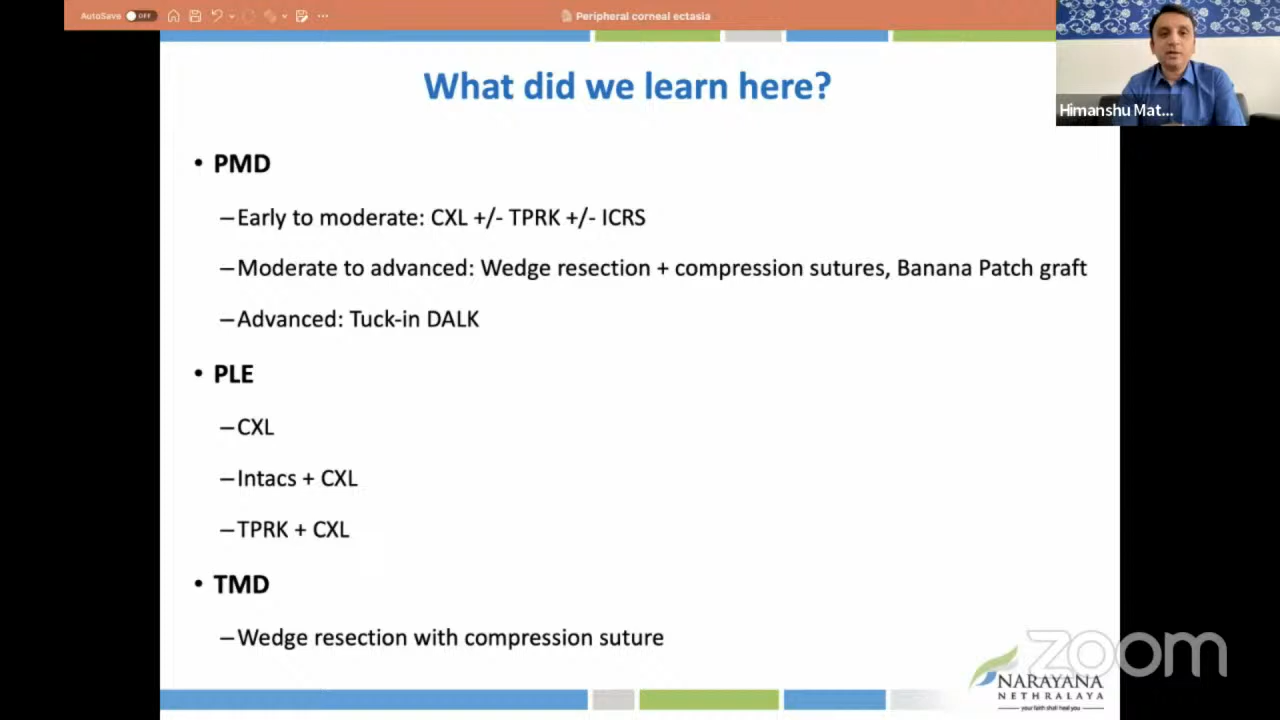 AutoSave OFF
Peripheral corneal ectasia
Himanshu Mat...
What did we learn here?
• PMD
–Early to moderate: CXL +/- TPRK +/- ICRS
–Moderate to advanced: Wedge resection + compression sutures, Banana Patch graft
–Advanced: Tuck-in DALK
• PLE
–CXL
–Intacs + CXL
–TPRK + CXL
• TMD
–Wedge resection with compression suture
zoom
NARAYANA
NETHRALAYA
your faith shall heal you